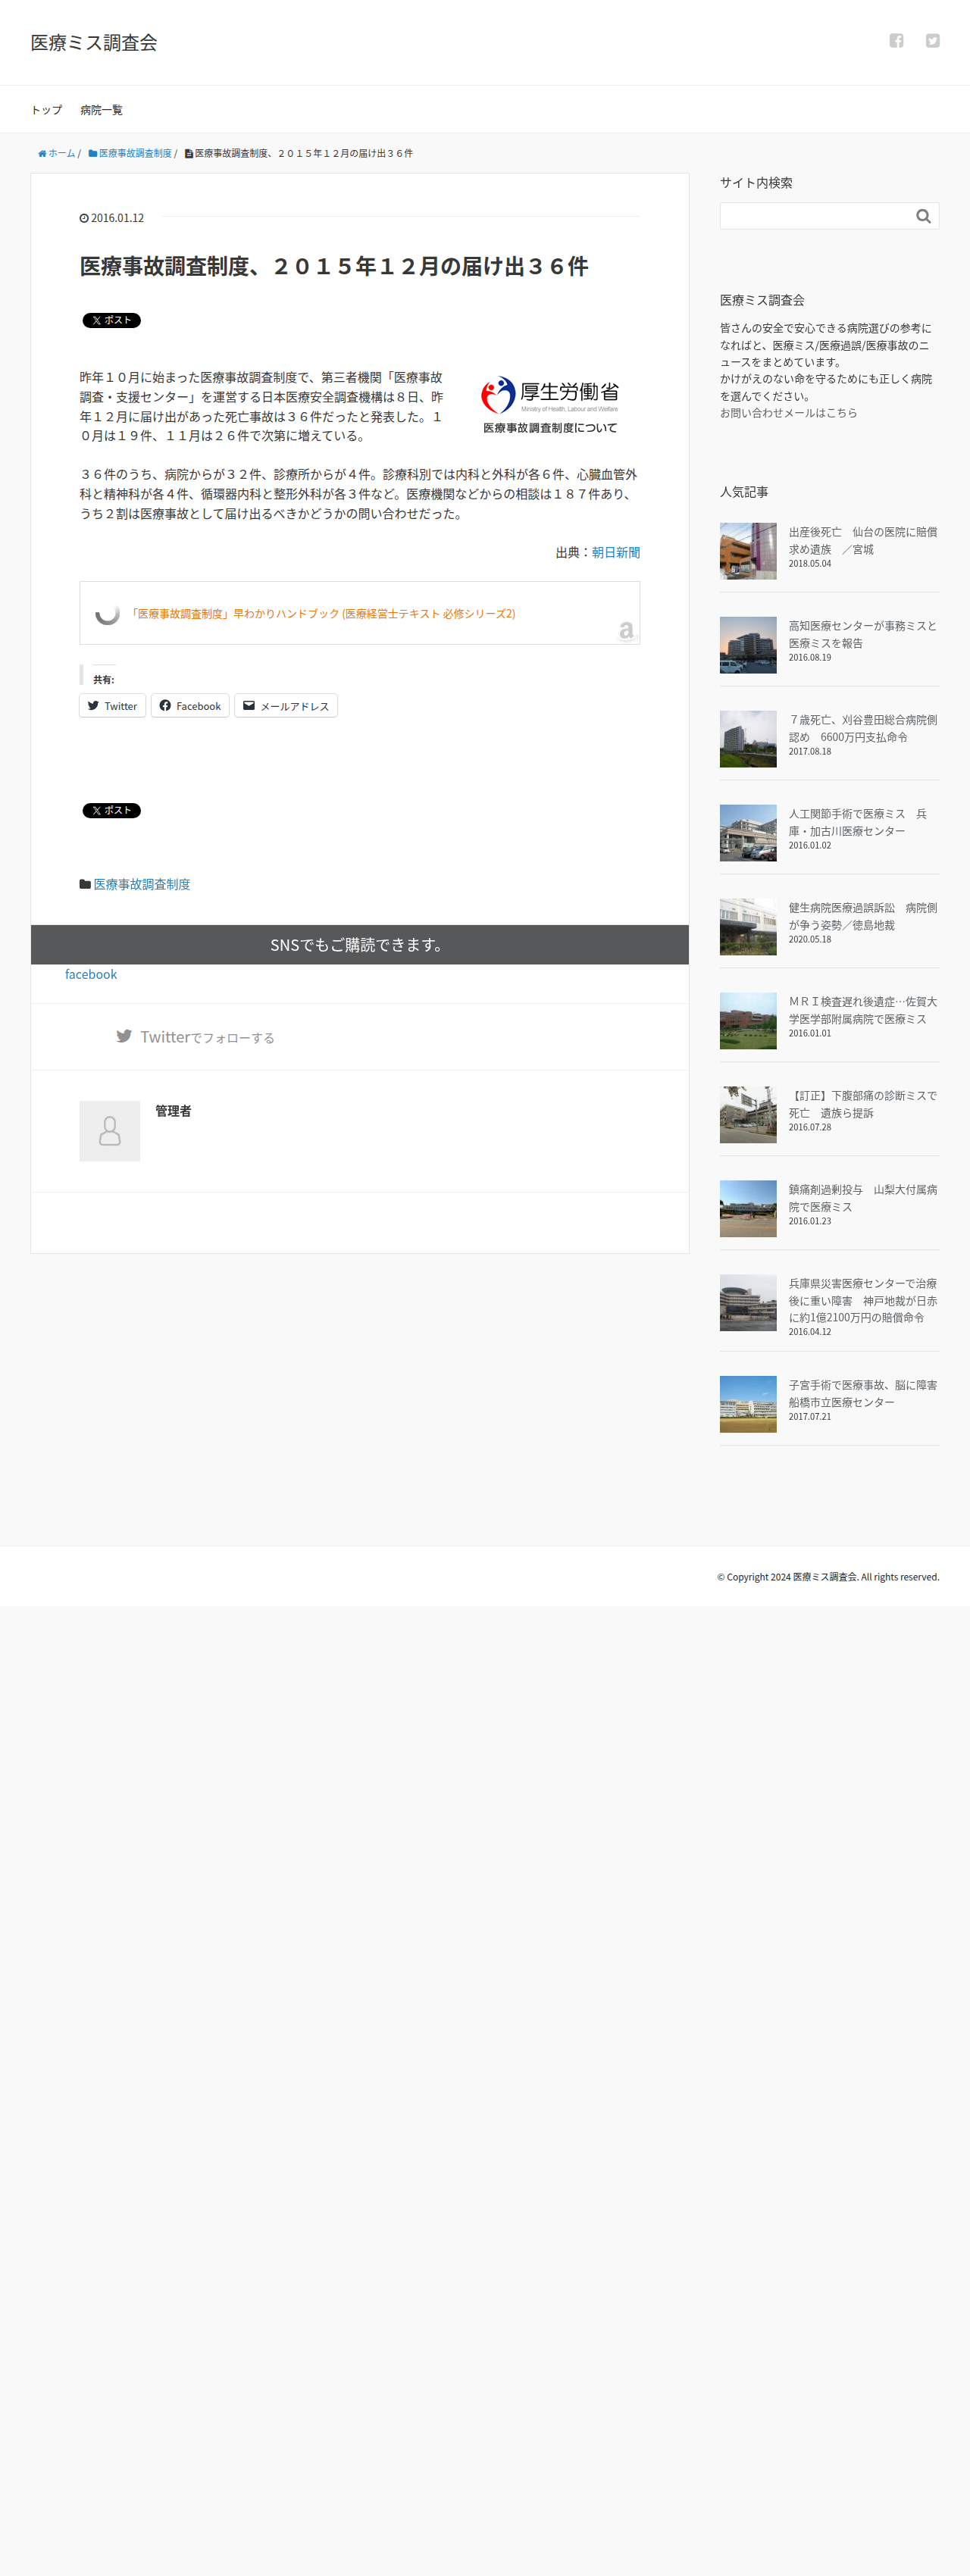 医療ミス調査会
トップ
病院一覧
ホーム /
医療事故調査制度 /
医療事故調査制度、２０１５年１２月の届け出３６件
2016.01.12
医療事故調査制度、２０１５年１２月の届け出３６件
ポスト
昨年１０月に始まった医療事故調査制度で、第三者機関「医療事故
調査・支援センター」を運営する日本医療安全調査機構は８日、昨
年１２月に届け出があった死亡事故は３６件だったと発表した。１
０月は１９件、１１月は２６件で次第に増えている。
厚生労働省
Ministry of Health, Labour and Welfare
医療事故調査制度について
３６件のうち、病院からが３２件、診療所からが４件。診療科別では内科と外科が各６件、心臓血管外
科と精神科が各４件、循環器内科と整形外科が各３件など。医療機関などからの相談は１８７件あり、
うち２割は医療事故として届け出るべきかどうかの問い合わせだった。
出典：朝日新聞
「医療事故調査制度」早わかりハンドブック (医療経営士テキスト 必修シリーズ2)
a
共有:
Twitter
Facebook
メールアドレス
ポスト
医療事故調査制度
SNSでもご購読できます。
facebook
Twitterでフォローする
管理者
サイト内検索
医療ミス調査会
皆さんの安全で安心できる病院選びの参考に
なればと、医療ミス/医療過誤/医療事故のニ
ュースをまとめています。
かけがえのない命を守るためにも正しく病院
を選んでください。
お問い合わせメールはこちら
人気記事
出産後死亡　仙台の医院に賠償
求め遺族　／宮城
2018.05.04
高知医療センターが事務ミスと
医療ミスを報告
2016.08.19
７歳死亡、刈谷豊田総合病院側
認め　6600万円支払命令
2017.08.18
人工関節手術で医療ミス　兵
庫・加古川医療センター
2016.01.02
健生病院医療過誤訴訟　病院側
が争う姿勢／徳島地裁
2020.05.18
ＭＲＩ検査遅れ後遺症…佐賀大
学医学部附属病院で医療ミス
2016.01.01
【訂正】下腹部痛の診断ミスで
死亡　遺族ら提訴
2016.07.28
鎮痛剤過剰投与　山梨大付属病
院で医療ミス
2016.01.23
兵庫県災害医療センターで治療
後に重い障害　神戸地裁が日赤
に約1億2100万円の賠償命令
2016.04.12
子宮手術で医療事故、脳に障害
船橋市立医療センター
2017.07.21
© Copyright 2024 医療ミス調査会. All rights reserved.